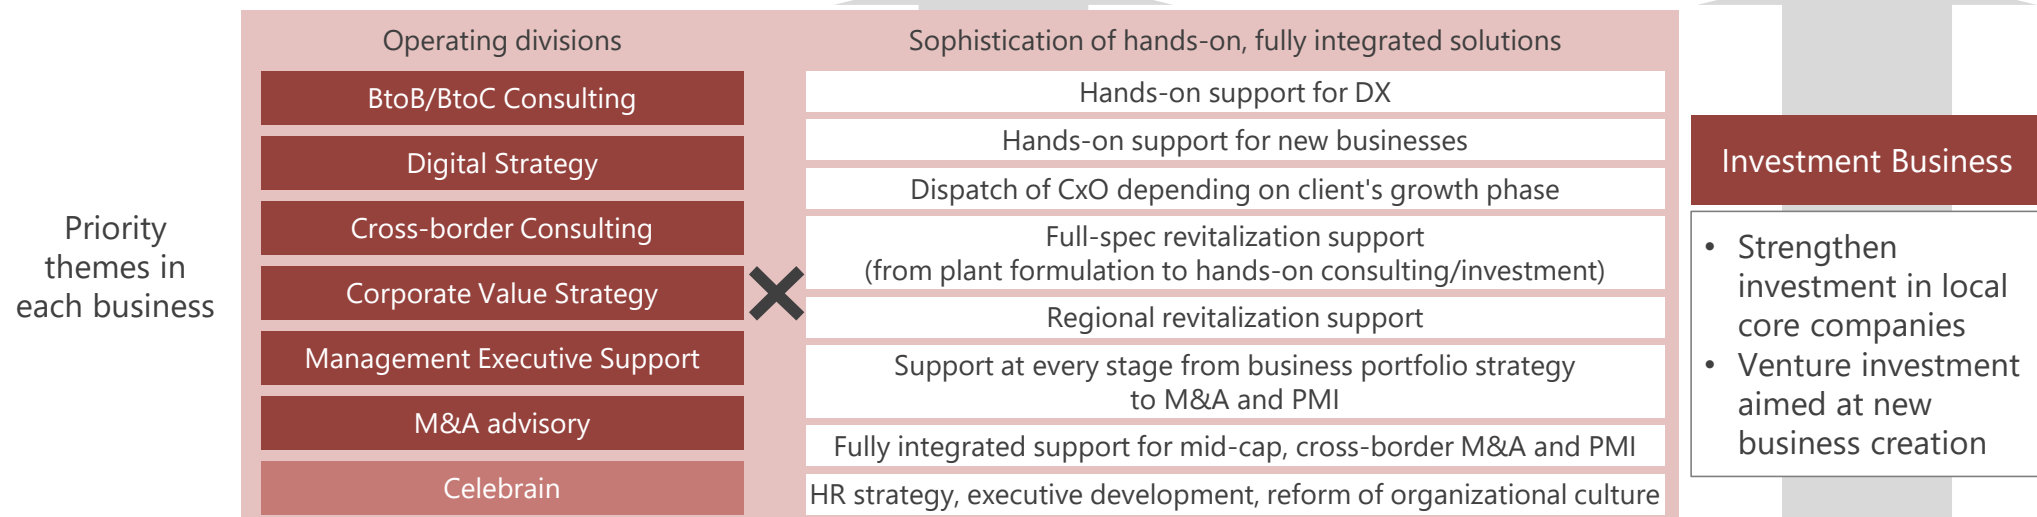 Priority
themes in
each business
Operating divisions
BtoB/BtoC Consulting
Digital Strategy
Cross-border Consulting
Corporate Value Strategy
Management Executive Support
M&A advisory
Celebrain
Sophistication of hands-on, fully integrated solutions
Hands-on support for DX
Hands-on support for new businesses
Dispatch of CxO depending on client's growth phase
Full-spec revitalization support
(from plant formulation to hands-on consulting/investment)
Regional revitalization support
Support at every stage from business portfolio strategy
to M&A and PMI
Fully integrated support for mid-cap, cross-border M&A and PMI
HR strategy, executive development, reform of organizational culture
Investment Business
• Strengthen
investment in local
core companies
• Venture investment
aimed at new
business creation